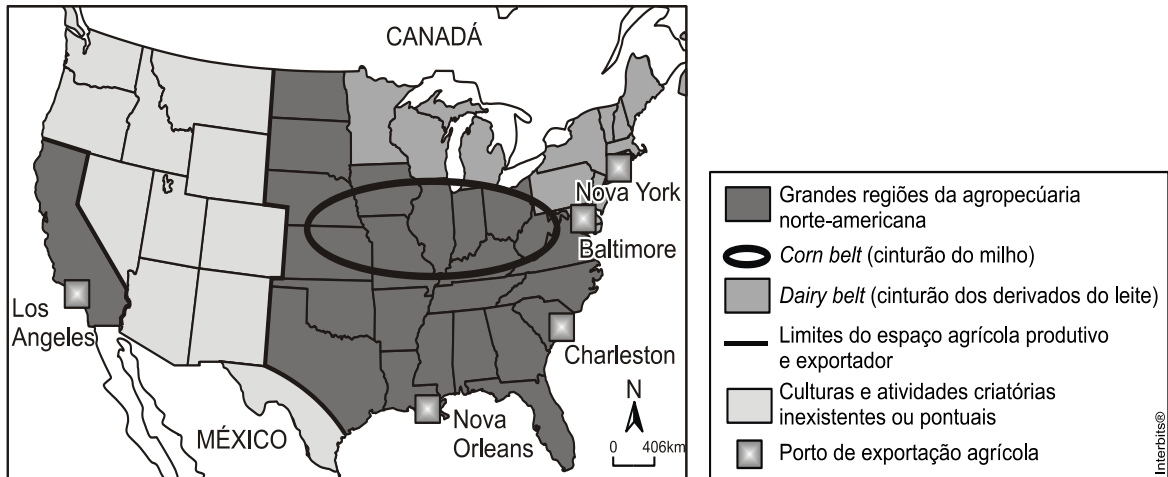 CANADÁ
Nova York
Baltimore
Los
Angeles
Charleston
N
Nova
Orleans
MÉXICO
0 406km
Grandes regiões da agropecúaria
norte-americana
Corn belt (cinturão do milho)
Dairy belt (cinturão dos derivados do leite)
Limites do espaço agrícola produtivo
e exportador
Culturas e atividades criatórias
inexistentes ou pontuais
Porto de exportação agrícola
Interbits®